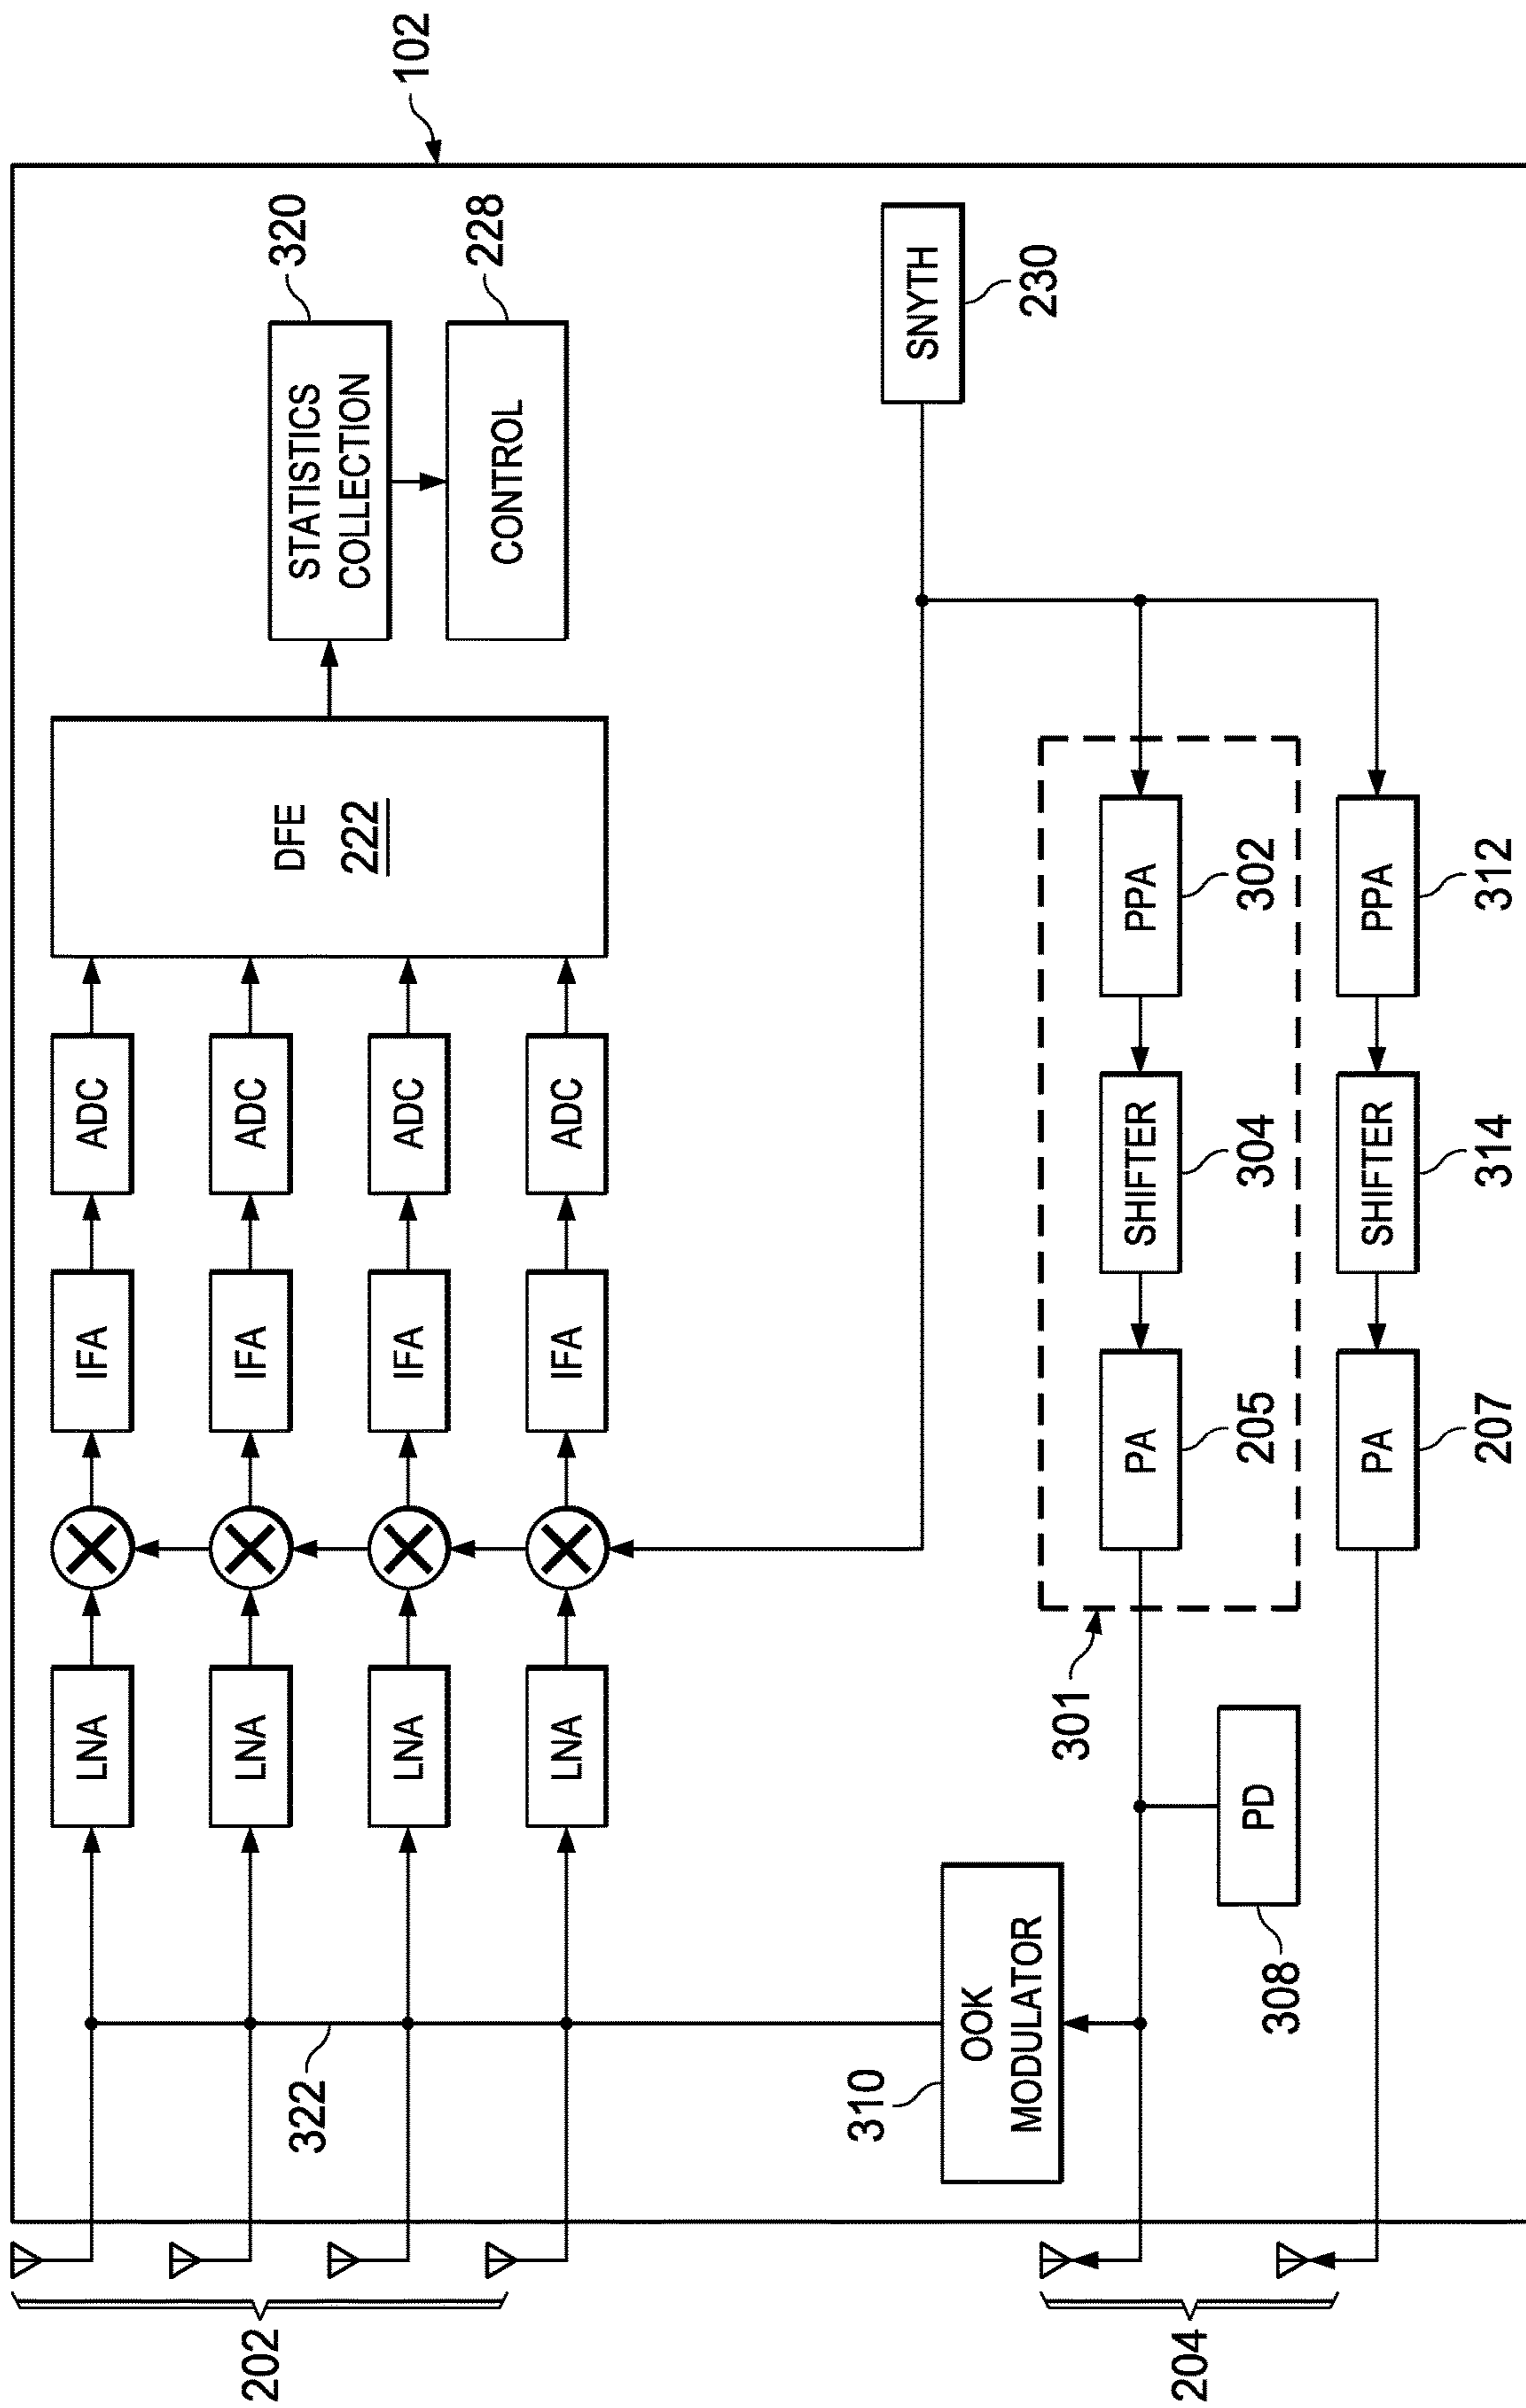 102
320
STATISTICS
COLLECTION
228
CONTROL
DFE
222
ADC
ADC
ADC
ADC
IFA
IFA
IFA
IFA
LNA
LNA
LNA
LNA
322
202
SNYTH
230
PPA
302
SHIFTER
304
PA
205
301
PPA
312
SHIFTER
314
PA
207
PD
308
OOK
MODULATOR
310
204